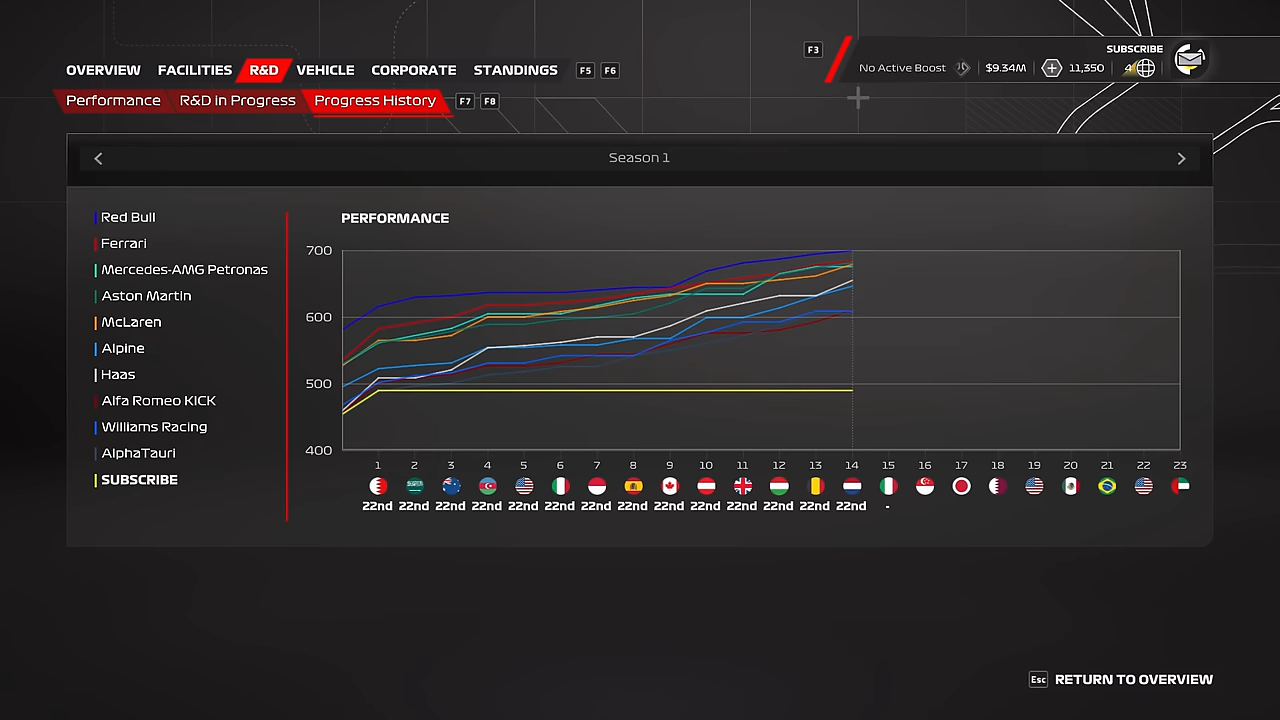 SUBSCRIBE
F3
No Active Boost $9.34M 11,350 4
OVERVIEW FACILITIES R&D VEHICLE CORPORATE STANDINGS F5 F6
Performance R&D in Progress Progress History F7 F8
Season 1
Red Bull
Ferrari
Mercedes-AMG Petronas
Aston Martin
McLaren
Alpine
Haas
Alfa Romeo KICK
Williams Racing
AlphaTauri
SUBSCRIBE
PERFORMANCE
700
600
500
400
1 2 3 4 5 6 7 8 9 10 11 12 13 14 15 16 17 18 19 20 21 22 23
22nd 22nd 22nd 22nd 22nd 22nd 22nd 22nd 22nd 22nd 22nd 22nd 22nd 22nd -
Esc RETURN TO OVERVIEW